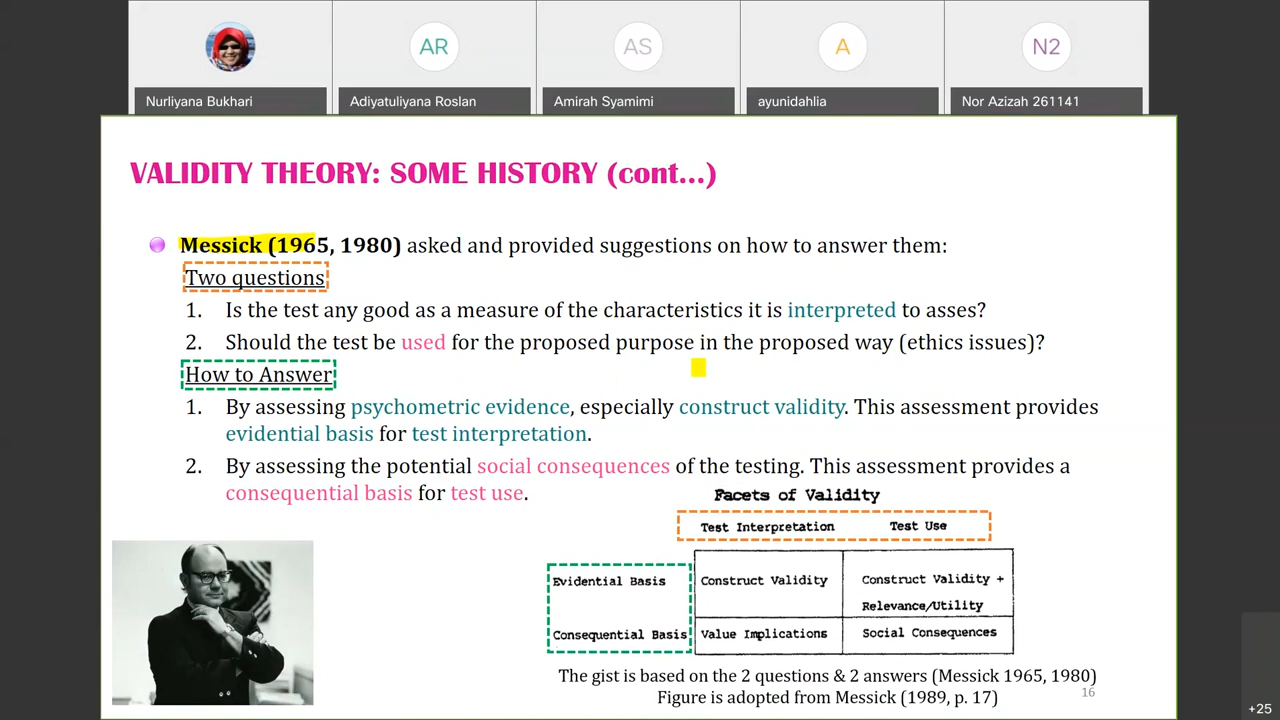 AR
AS
A
N2
Nurliyana Bukhari
Adiyatuliyana Roslan
Amirah Syamimi
ayunidahlia
Nor Azizah 261141
VALIDITY THEORY: SOME HISTORY (cont...)
Messick (1965, 1980) asked and provided suggestions on how to answer them:
Two questions
1. Is the test any good as a measure of the characteristics it is interpreted to asses?
2. Should the test be used for the proposed purpose in the proposed way (ethics issues)?
How to Answer
1. By assessing psychometric evidence, especially construct validity. This assessment provides
evidential basis for test interpretation.
2. By assessing the potential social consequences of the testing. This assessment provides a
consequential basis for test use.
Facets of Validity
Test Interpretation Test Use
Evidential Basis Construct Validity Construct Validity +
Relevance/Utility
Consequential Basis Value Implications Social Consequences
The gist is based on the 2 questions & 2 answers (Messick 1965, 1980)
Figure is adopted from Messick (1989, p. 17)
16
+25